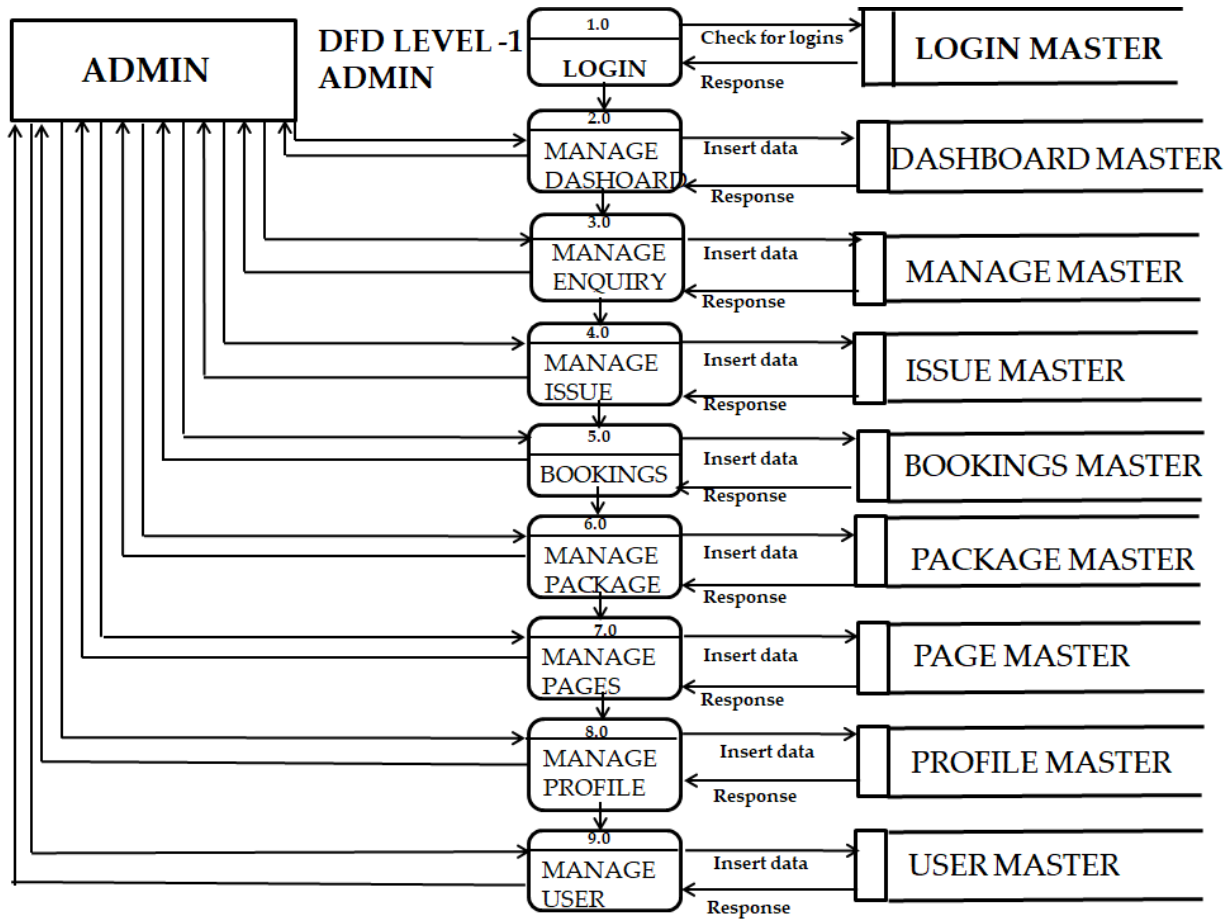 ADMIN
DFD LEVEL -1
ADMIN
1.0
LOGIN
Check for logins
Response
LOGIN MASTER
2.0
MANAGE
DASHOARD
Insert data
Response
DASHBOARD MASTER
3.0
MANAGE
ENQUIRY
Insert data
Response
MANAGE MASTER
4.0
MANAGE
ISSUE
Insert data
Response
ISSUE MASTER
5.0
BOOKINGS
Insert data
Response
BOOKINGS MASTER
6.0
MANAGE
PACKAGE
Insert data
Response
PACKAGE MASTER
7.0
MANAGE
PAGES
Insert data
Response
PAGE MASTER
8.0
MANAGE
PROFILE
Insert data
Response
PROFILE MASTER
9.0
MANAGE
USER
Insert data
Response
USER MASTER